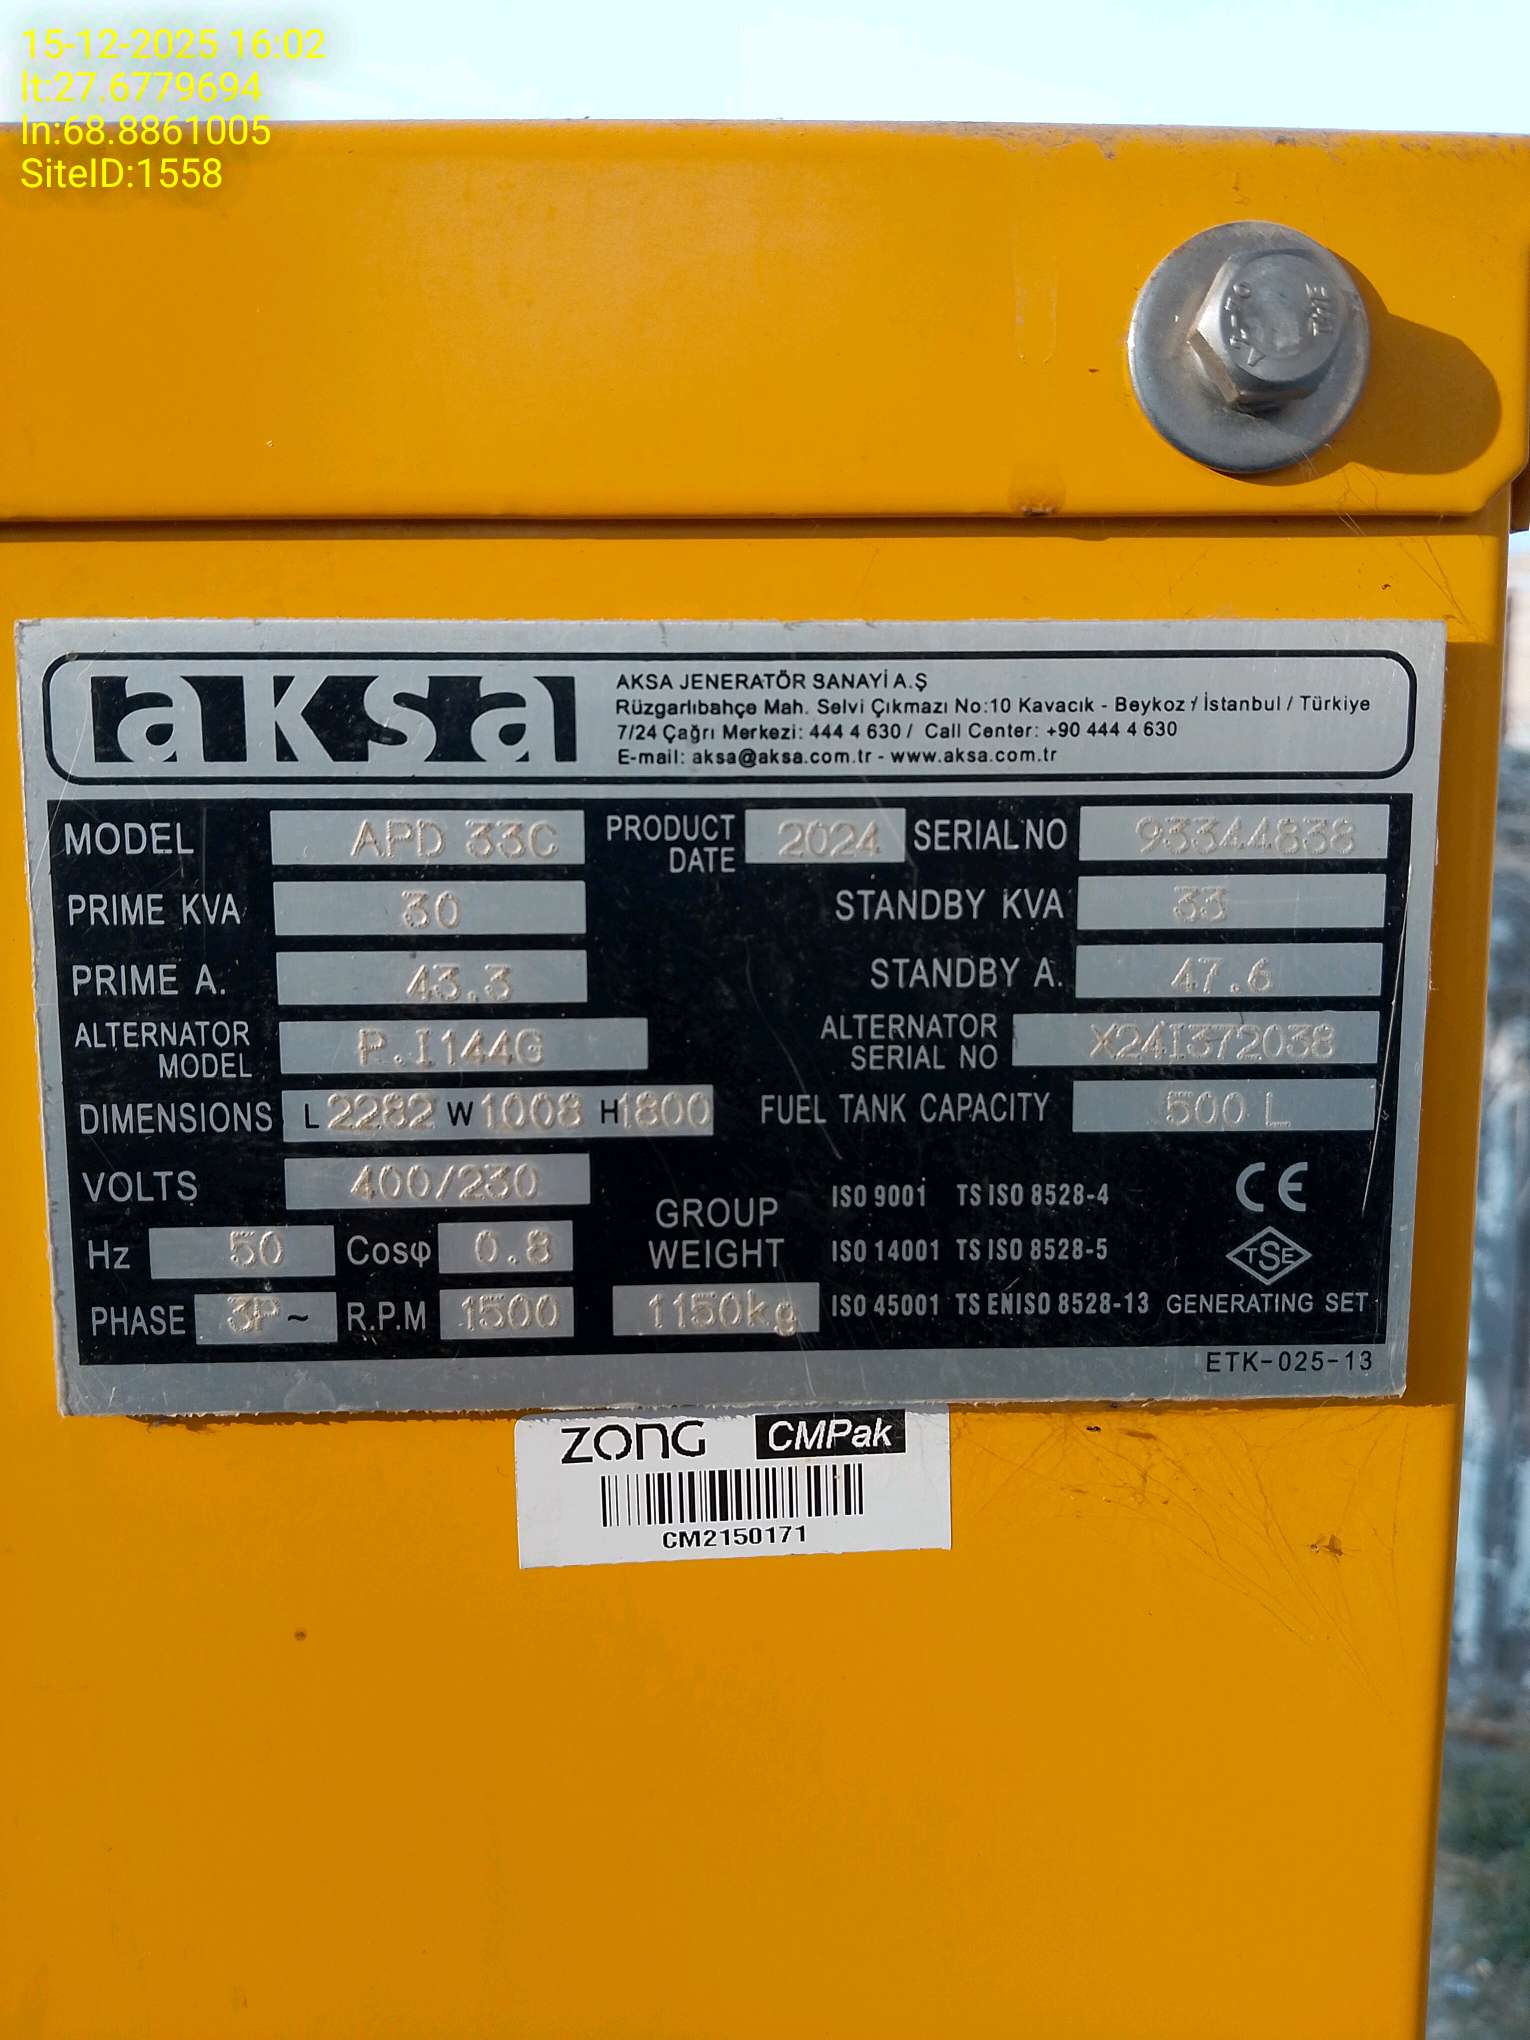 15-12-2025 16:02
lt:27.6779694
ln:68.8861005
SiteID:1558
A2-70 THE
aksa
AKSA JENERATÖR SANAYİ A.Ş
Rüzgarlıbahçe Mah. Selvi Çıkmazı No:10 Kavacık - Beykoz / İstanbul / Türkiye
7/24 Çağrı Merkezi: 444 4 630 / Call Center: +90 444 4 630
E-mail: aksa@aksa.com.tr - www.aksa.com.tr
MODEL APD 33C PRODUCT DATE 2024 SERIAL NO 93344838
PRIME KVA 30 STANDBY KVA 33
PRIME A. 43.3 STANDBY A. 47.6
ALTERNATOR MODEL P.I144G ALTERNATOR SERIAL NO X24I372038
DIMENSIONS L 2282 W 1008 H 1800 FUEL TANK CAPACITY 500 L
VOLTS 400/230
Hz 50 Cosφ 0.8
PHASE 3P ~ R.P.M 1500
GROUP WEIGHT 1150kg
ISO 9001 TS ISO 8528-4 CE
ISO 14001 TS ISO 8528-5 TSE
ISO 45001 TS EN ISO 8528-13 GENERATING SET
ETK-025-13
ZONG CMPak
CM2150171